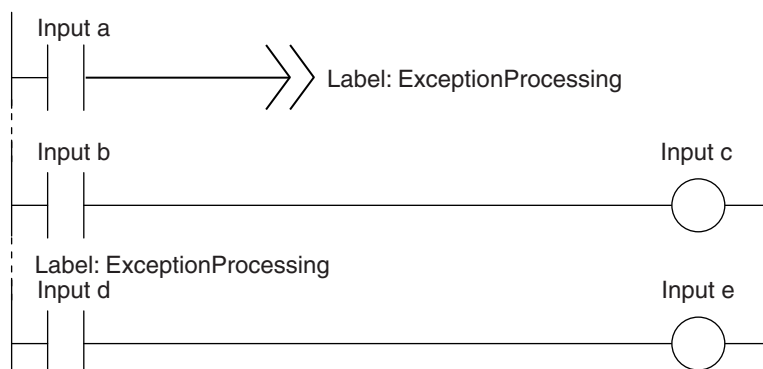 Input a
Label: ExceptionProcessing
Input b
Input c
Label: ExceptionProcessing
Input d
Input e